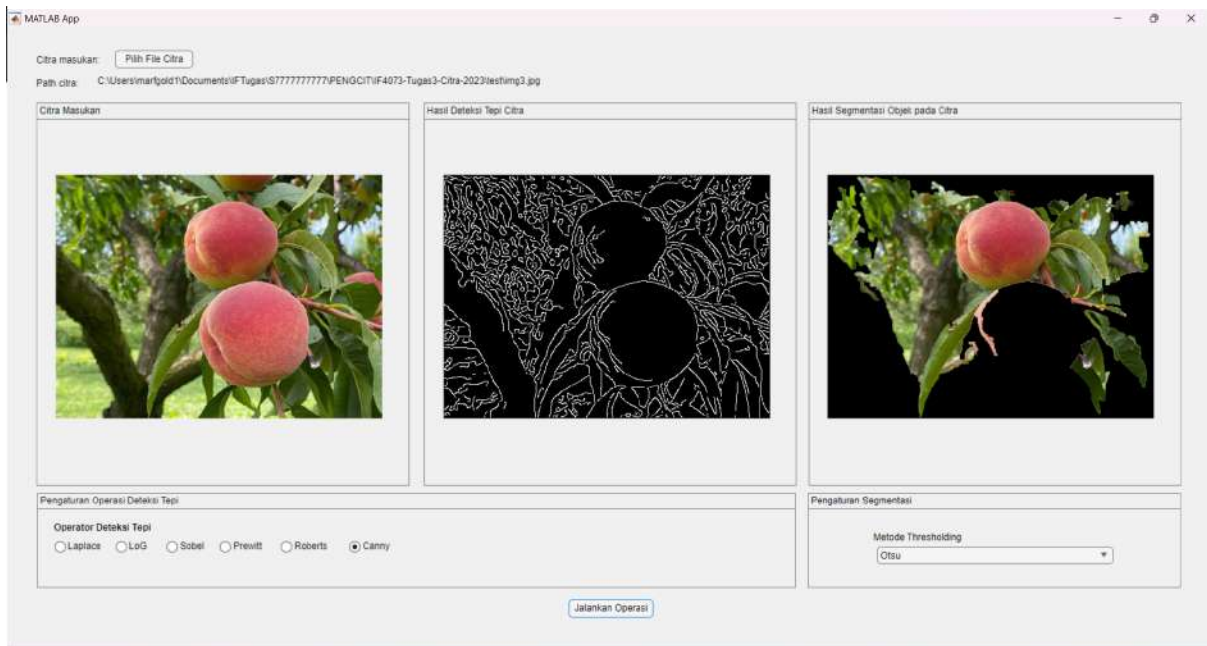 MATLAB App
Citra masukan: Pilih File Citra
Path citra: C:\Users\marfgold1\Documents\IFTugas\S7777777777\PENGCIT\IF4073-Tugas3-Citra-2023\test\img3.jpg
Citra Masukan
Hasil Deteksi Tepi Citra
Hasil Segmentasi Objek pada Citra
Pengaturan Operasi Deteksi Tepi
Operator Deteksi Tepi
Laplace LoG Sobel Prewitt Roberts Canny
Pengaturan Segmentasi
Metode Thresholding
Otsu
Jalankan Operasi